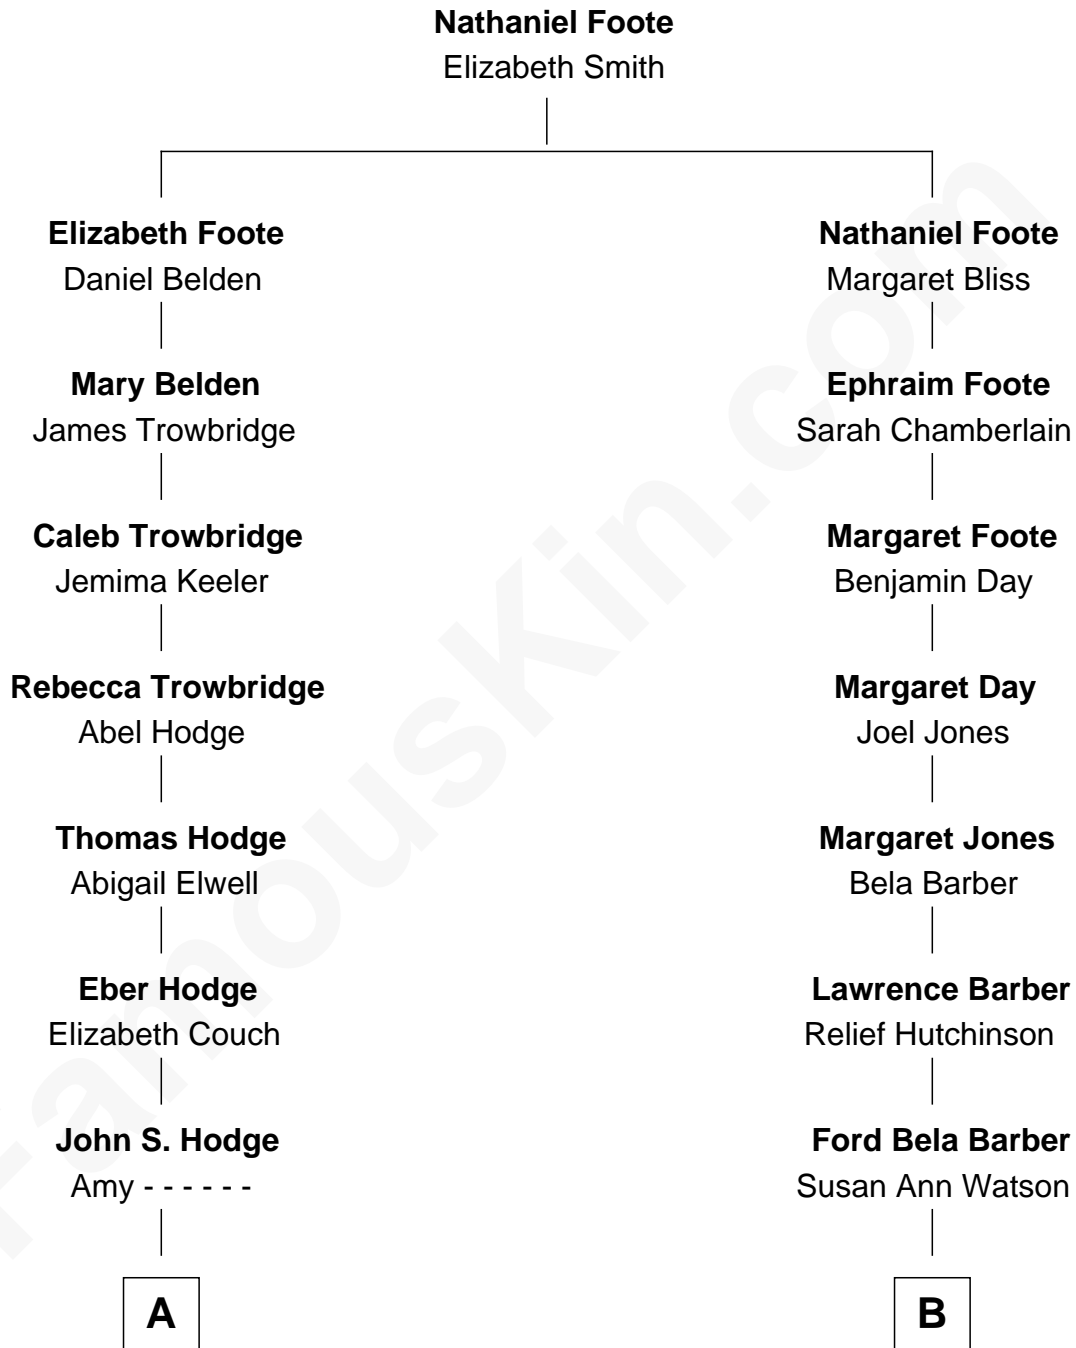 Nathaniel Foote
Elizabeth Smith
Elizabeth Foote
Daniel Belden
Nathaniel Foote
Margaret Bliss
Mary Belden
James Trowbridge
Ephraim Foote
Sarah Chamberlain
Caleb Trowbridge
Jemima Keeler
Margaret Foote
Benjamin Day
Rebecca Trowbridge
Abel Hodge
Margaret Day
Joel Jones
Thomas Hodge
Abigail Elwell
Margaret Jones
Bela Barber
Eber Hodge
Elizabeth Couch
Lawrence Barber
Relief Hutchinson
John S. Hodge
Amy - - - - - -
Ford Bela Barber
Susan Ann Watson
A
B
FamousKin.com